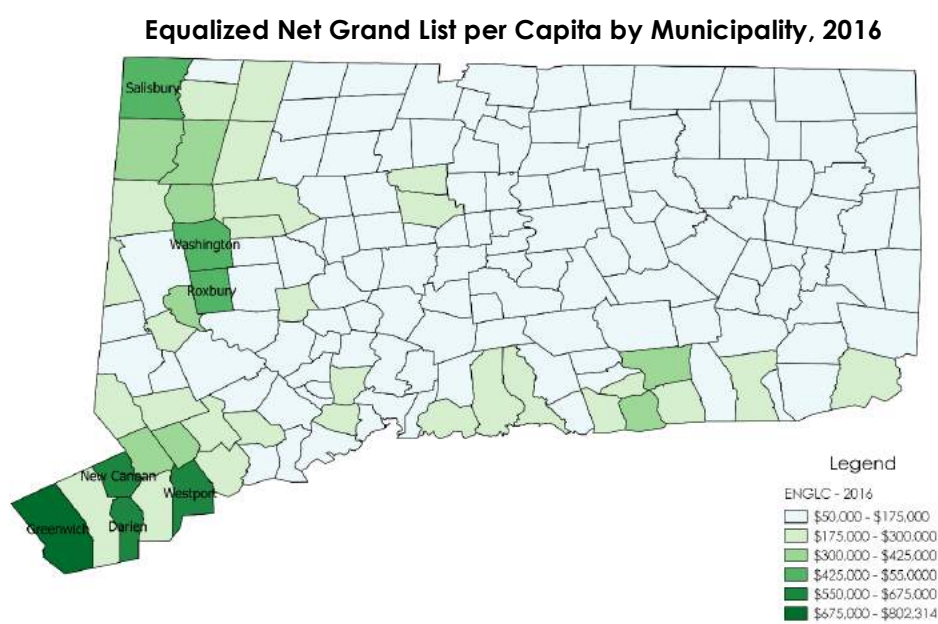 Equalized Net Grand List per Capita by Municipality, 2016
Salisbury
Washington
Roxbury
New Canaan
Westport
Greenwich
Darien
Legend
ENGLC - 2016
$50,000 - $175,000
$175,000 - $300,000
$300,000 - $425,000
$425,000 - $55,0000
$550,000 - $675,000
$675,000 - $802,314